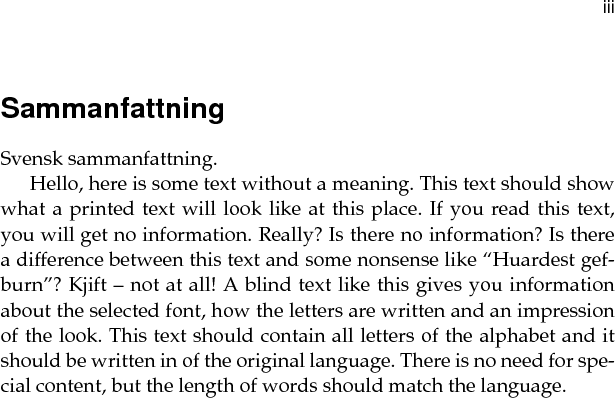 iii
Sammanfattning
Svensk sammanfattning.
Hello, here is some text without a meaning. This text should show
what a printed text will look like at this place. If you read this text,
you will get no information. Really? Is there no information? Is there
a difference between this text and some nonsense like “Huardest gef-
burn”? Kjift – not at all! A blind text like this gives you information
about the selected font, how the letters are written and an impression
of the look. This text should contain all letters of the alphabet and it
should be written in of the original language. There is no need for spe-
cial content, but the length of words should match the language.